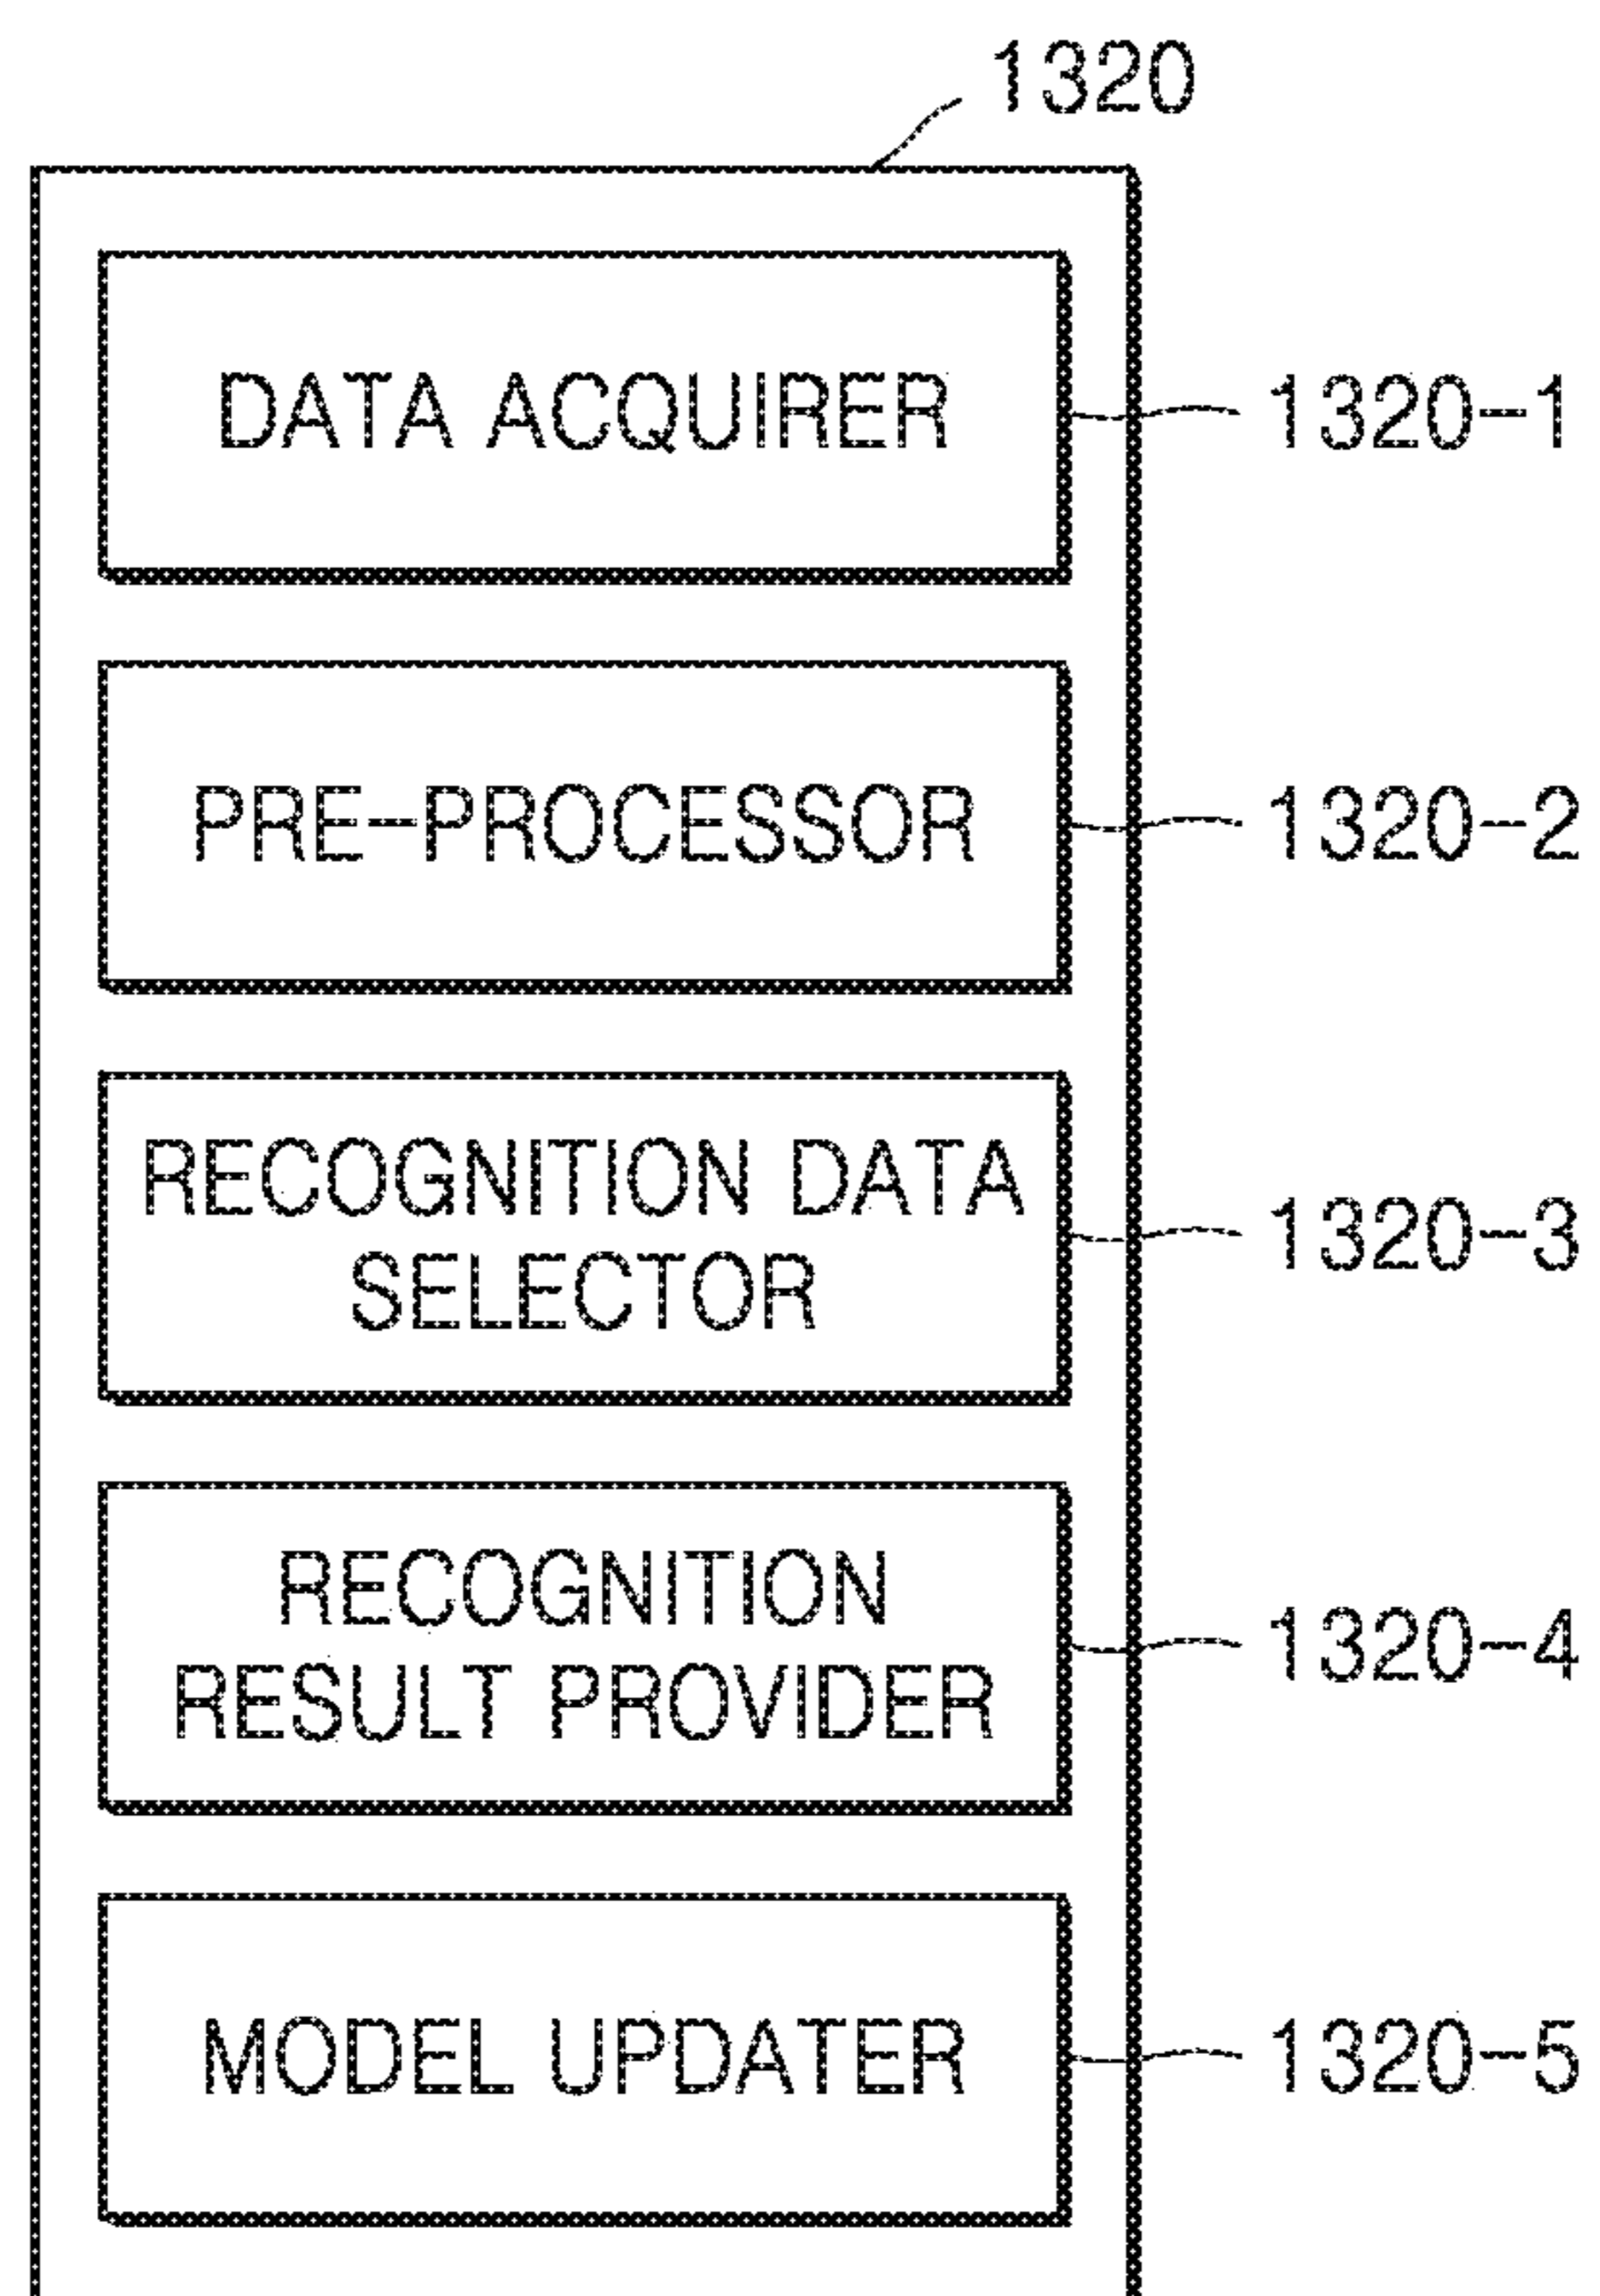 1320
DATA ACQUIRER
1320-1
PRE-PROCESSOR
1320-2
RECOGNITION DATA
SELECTOR
1320-3
RECOGNITION
RESULT PROVIDER
1320-4
MODEL UPDATER
1320-5